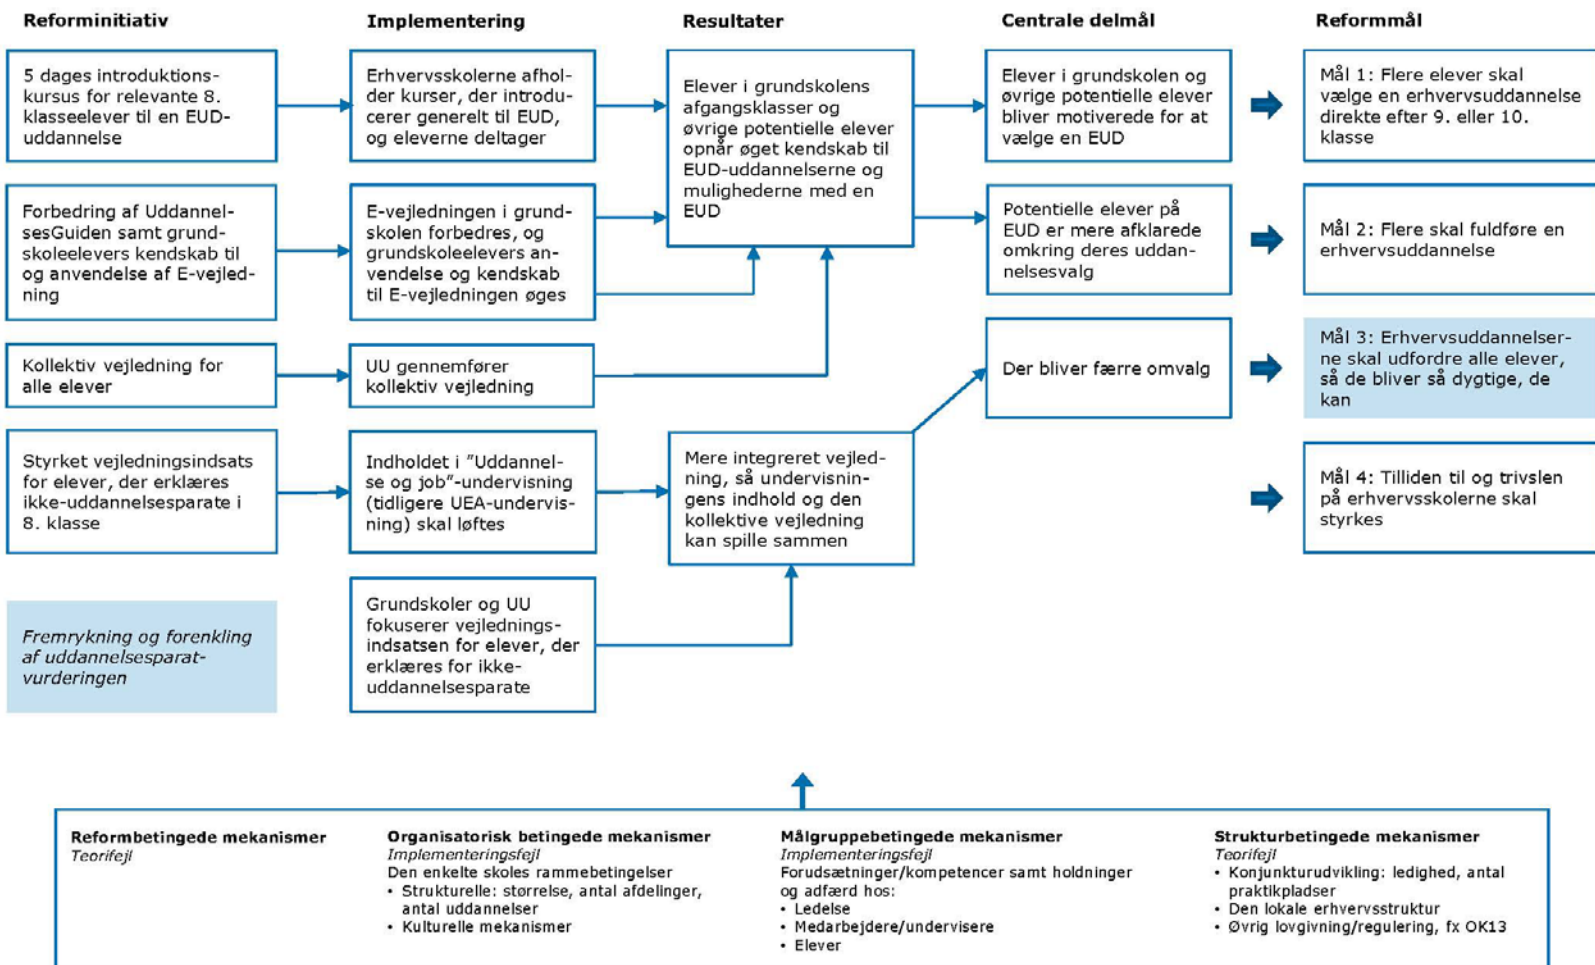 Reforminitiativ
Implementering
Resultater
Centrale delmål
Reformmål
5 dages introduktions-
kursus for relevante 8.
klasseelever til en EUD-
uddannelse
Erhvervsskolerne afhol-
der kurser, der introdu-
cerer generelt til EUD,
og eleverne deltager
Elever i grundskolens
afgangsklasser og
øvrige potentielle elever
opnår øget kendskab til
EUD-uddannelserne og
mulighederne med en
EUD
Elever i grundskolen og
øvrige potentielle elever
bliver motiverede for at
vælge en EUD
Mål 1: Flere elever skal
vælge en erhvervsuddannelse
direkte efter 9. eller 10.
klasse
Forbedring af Uddannel-
sesGuiden samt grund-
skoleelevers kendskab til
og anvendelse af E-vejled-
ning
E-vejledningen i grund-
skolen forbedres, og
grundskoleelevers an-
vendelse og kendskab
til E-vejledningen øges
Potentielle elever på
EUD er mere afklarede
omkring deres uddan-
nelsesvalg
Mål 2: Flere skal fuldføre en
erhvervsuddannelse
Kollektiv vejledning for
alle elever
UU gennemfører
kollektiv vejledning
Der bliver færre omvalg
Mål 3: Erhvervsuddannelser-
ne skal udfordre alle elever,
så de bliver så dygtige, de
kan
Styrket vejledningsindsats
for elever, der erklæres
ikke-uddannelsesparate i
8. klasse
Indholdet i ”Uddannel-
se og job”-undervisning
(tidligere UEA-undervis-
ning) skal løftes
Mere integreret vejled-
ning, så undervisnin-
gens indhold og den
kollektive vejledning
kan spille sammen
Mål 4: Tilliden til og trivslen
på erhvervsskolerne skal
styrkes
Fremrykning og forenkling
af uddannelsesparat-
vurderingen
Grundskoler og UU
fokuserer vejlednings-
indsatsen for elever, der
erklæres for ikke-
uddannelsesparate
Reformbetingede mekanismer
Teorifejl
Organisatorisk betingede mekanismer
Implementeringsfejl
Den enkelte skoles rammebetingelser
• Strukturelle: størrelse, antal afdelinger,
antal uddannelser
• Kulturelle mekanismer
Målgruppebetingede mekanismer
Implementeringsfejl
Forudsætninger/kompetencer samt holdninger
og adfærd hos:
• Ledelse
• Medarbejdere/undervisere
• Elever
Strukturbetingede mekanismer
Teorifejl
• Konjunkturudvikling: ledighed, antal
praktikpladser
• Den lokale erhvervsstruktur
• Øvrig lovgivning/regulering, fx OK13